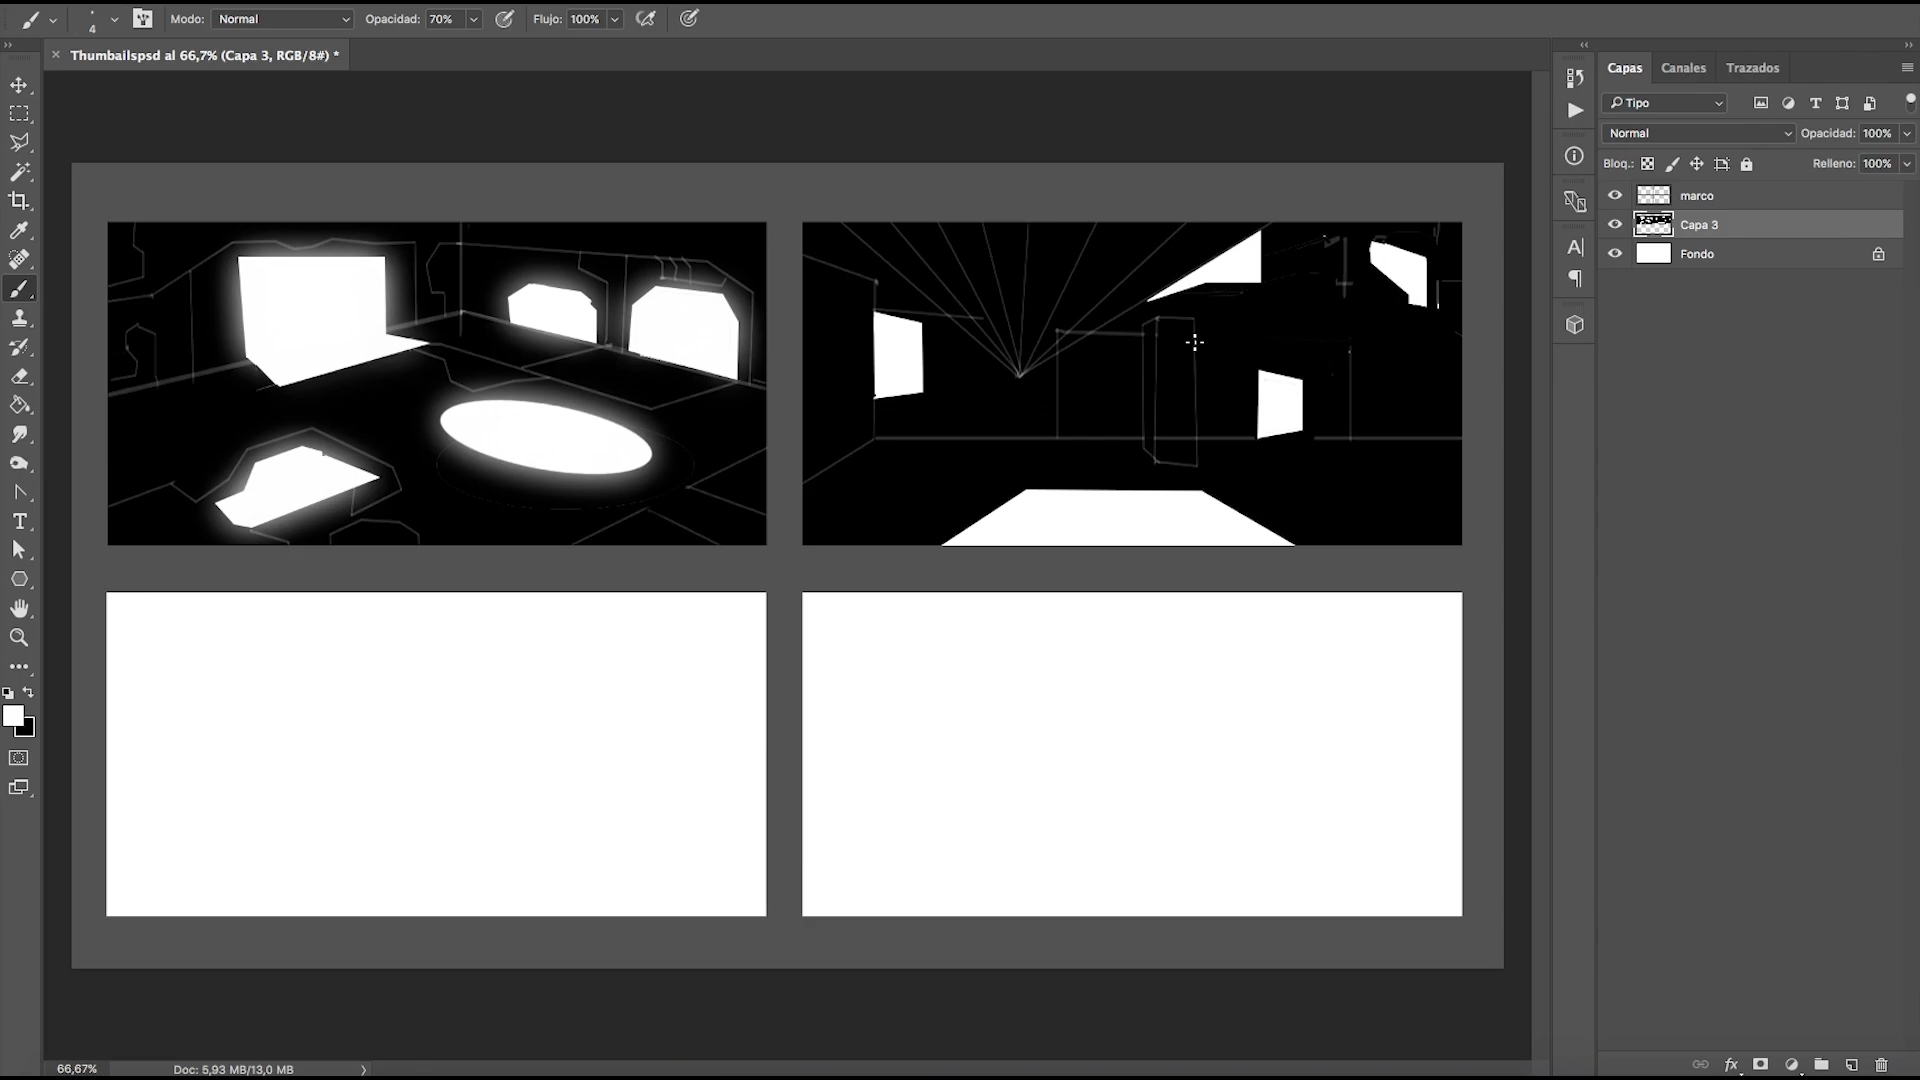 4 Modo: Normal Opacidad: 70% Flujo: 100%
× Thumbailspsd al 66,7% (Capa 3, RGB/8#) *
Capas Canales Trazados
Tipo
Normal Opacidad: 100%
Bloq.: Relleno: 100%
marco
Capa 3
Fondo
66,67% Doc: 5,93 MB/13,0 MB